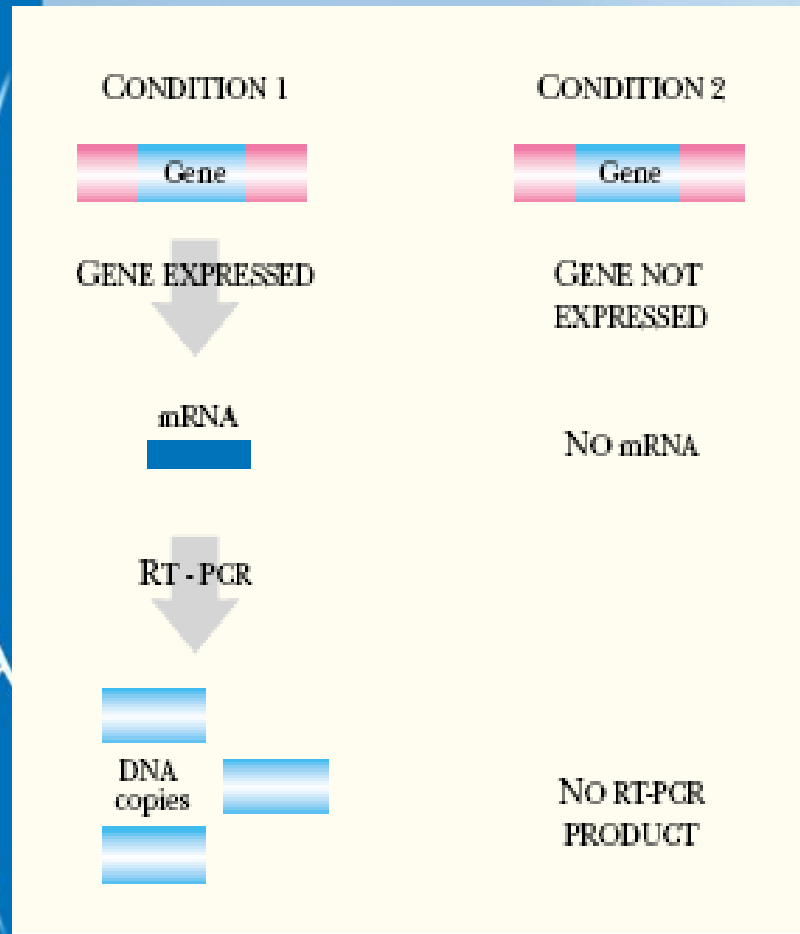 CONDITION 1
Gene
GENE EXPRESSED
mRNA
RT - PCR
DNA
copies
CONDITION 2
Gene
GENE NOT
EXPRESSED
NO mRNA
NO RT-PCR
PRODUCT